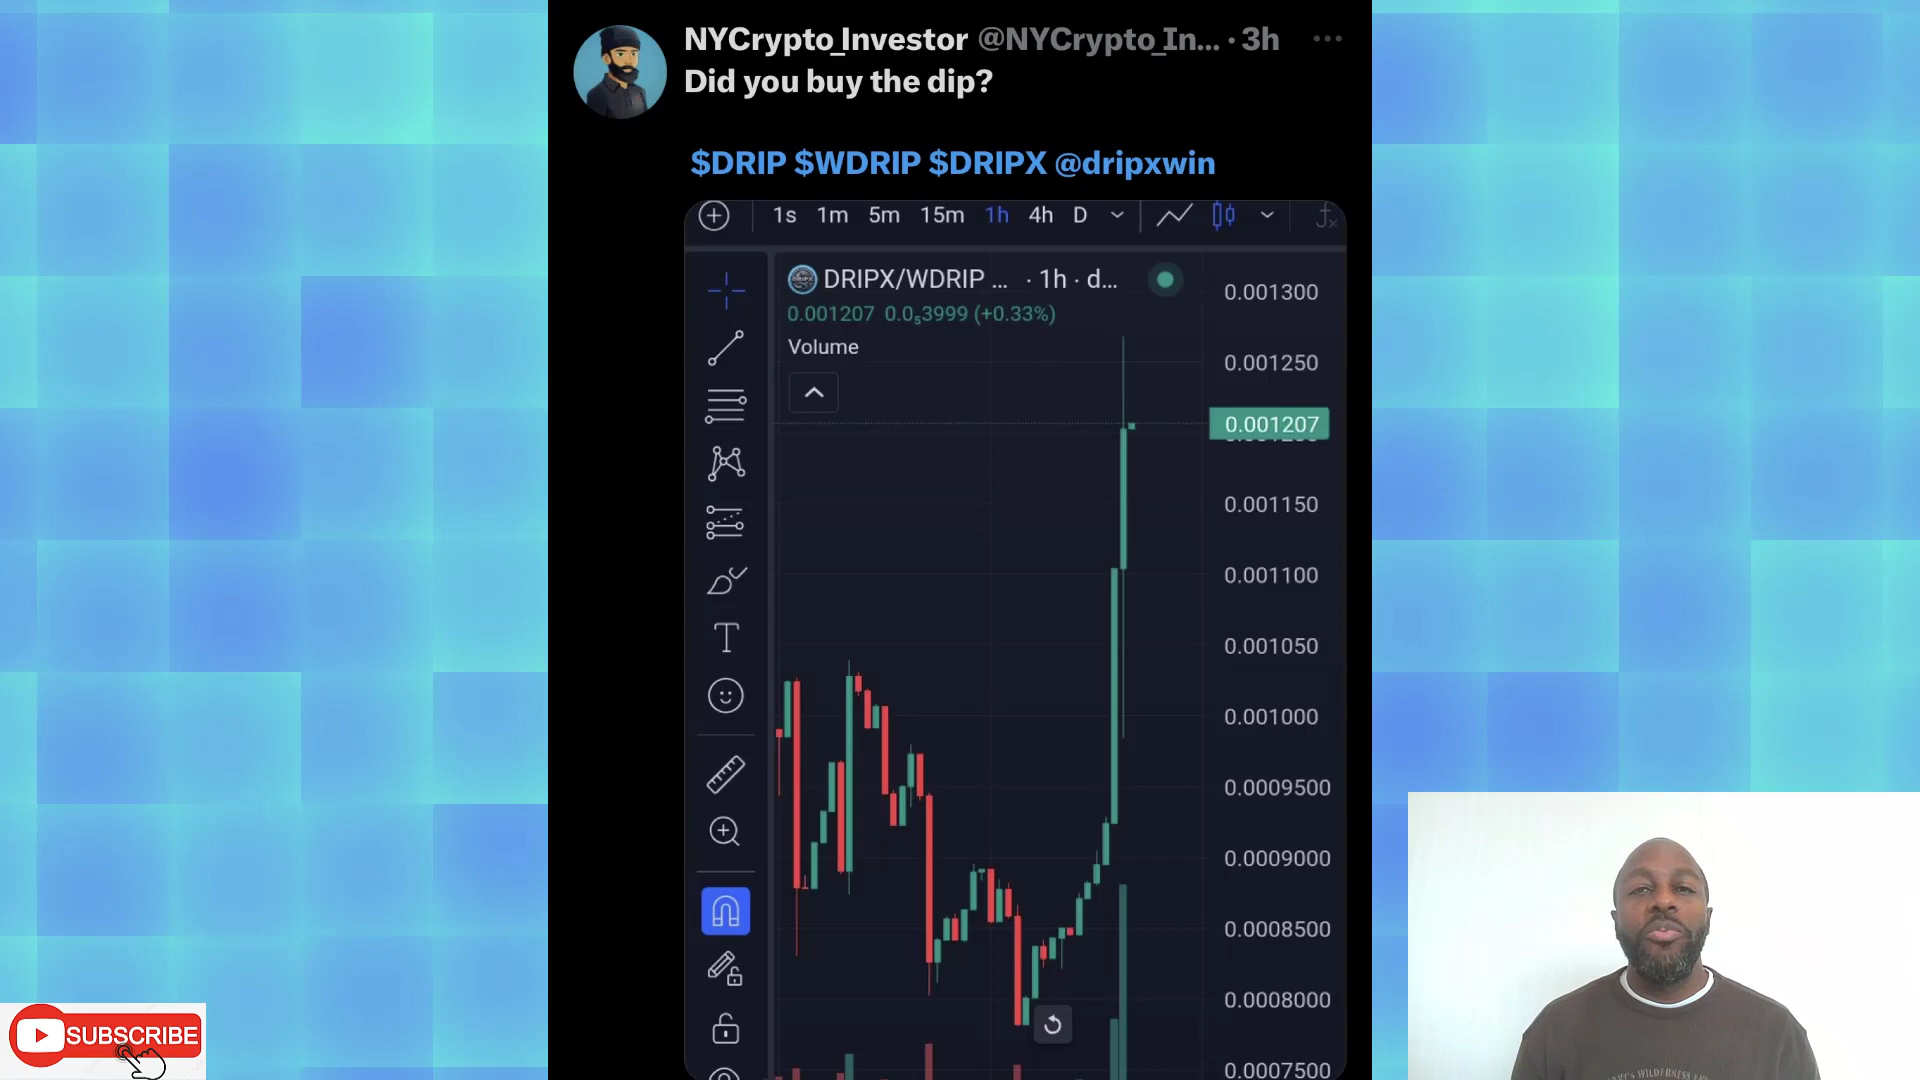 NYCrypto_Investor @NYCrypto_In... · 3h
Did you buy the dip?
$DRIP $WDRIP $DRIPX @dripxwin
1s 1m 5m 15m 1h 4h D
DRIPX/WDRIP ... · 1h · d...
0.001207 0.0₅3999 (+0.33%)
Volume
0.001300
0.001250
0.001207
0.001150
0.001100
0.001050
0.001000
0.0009500
0.0009000
0.0008500
0.0008000
0.0007500
SUBSCRIBE